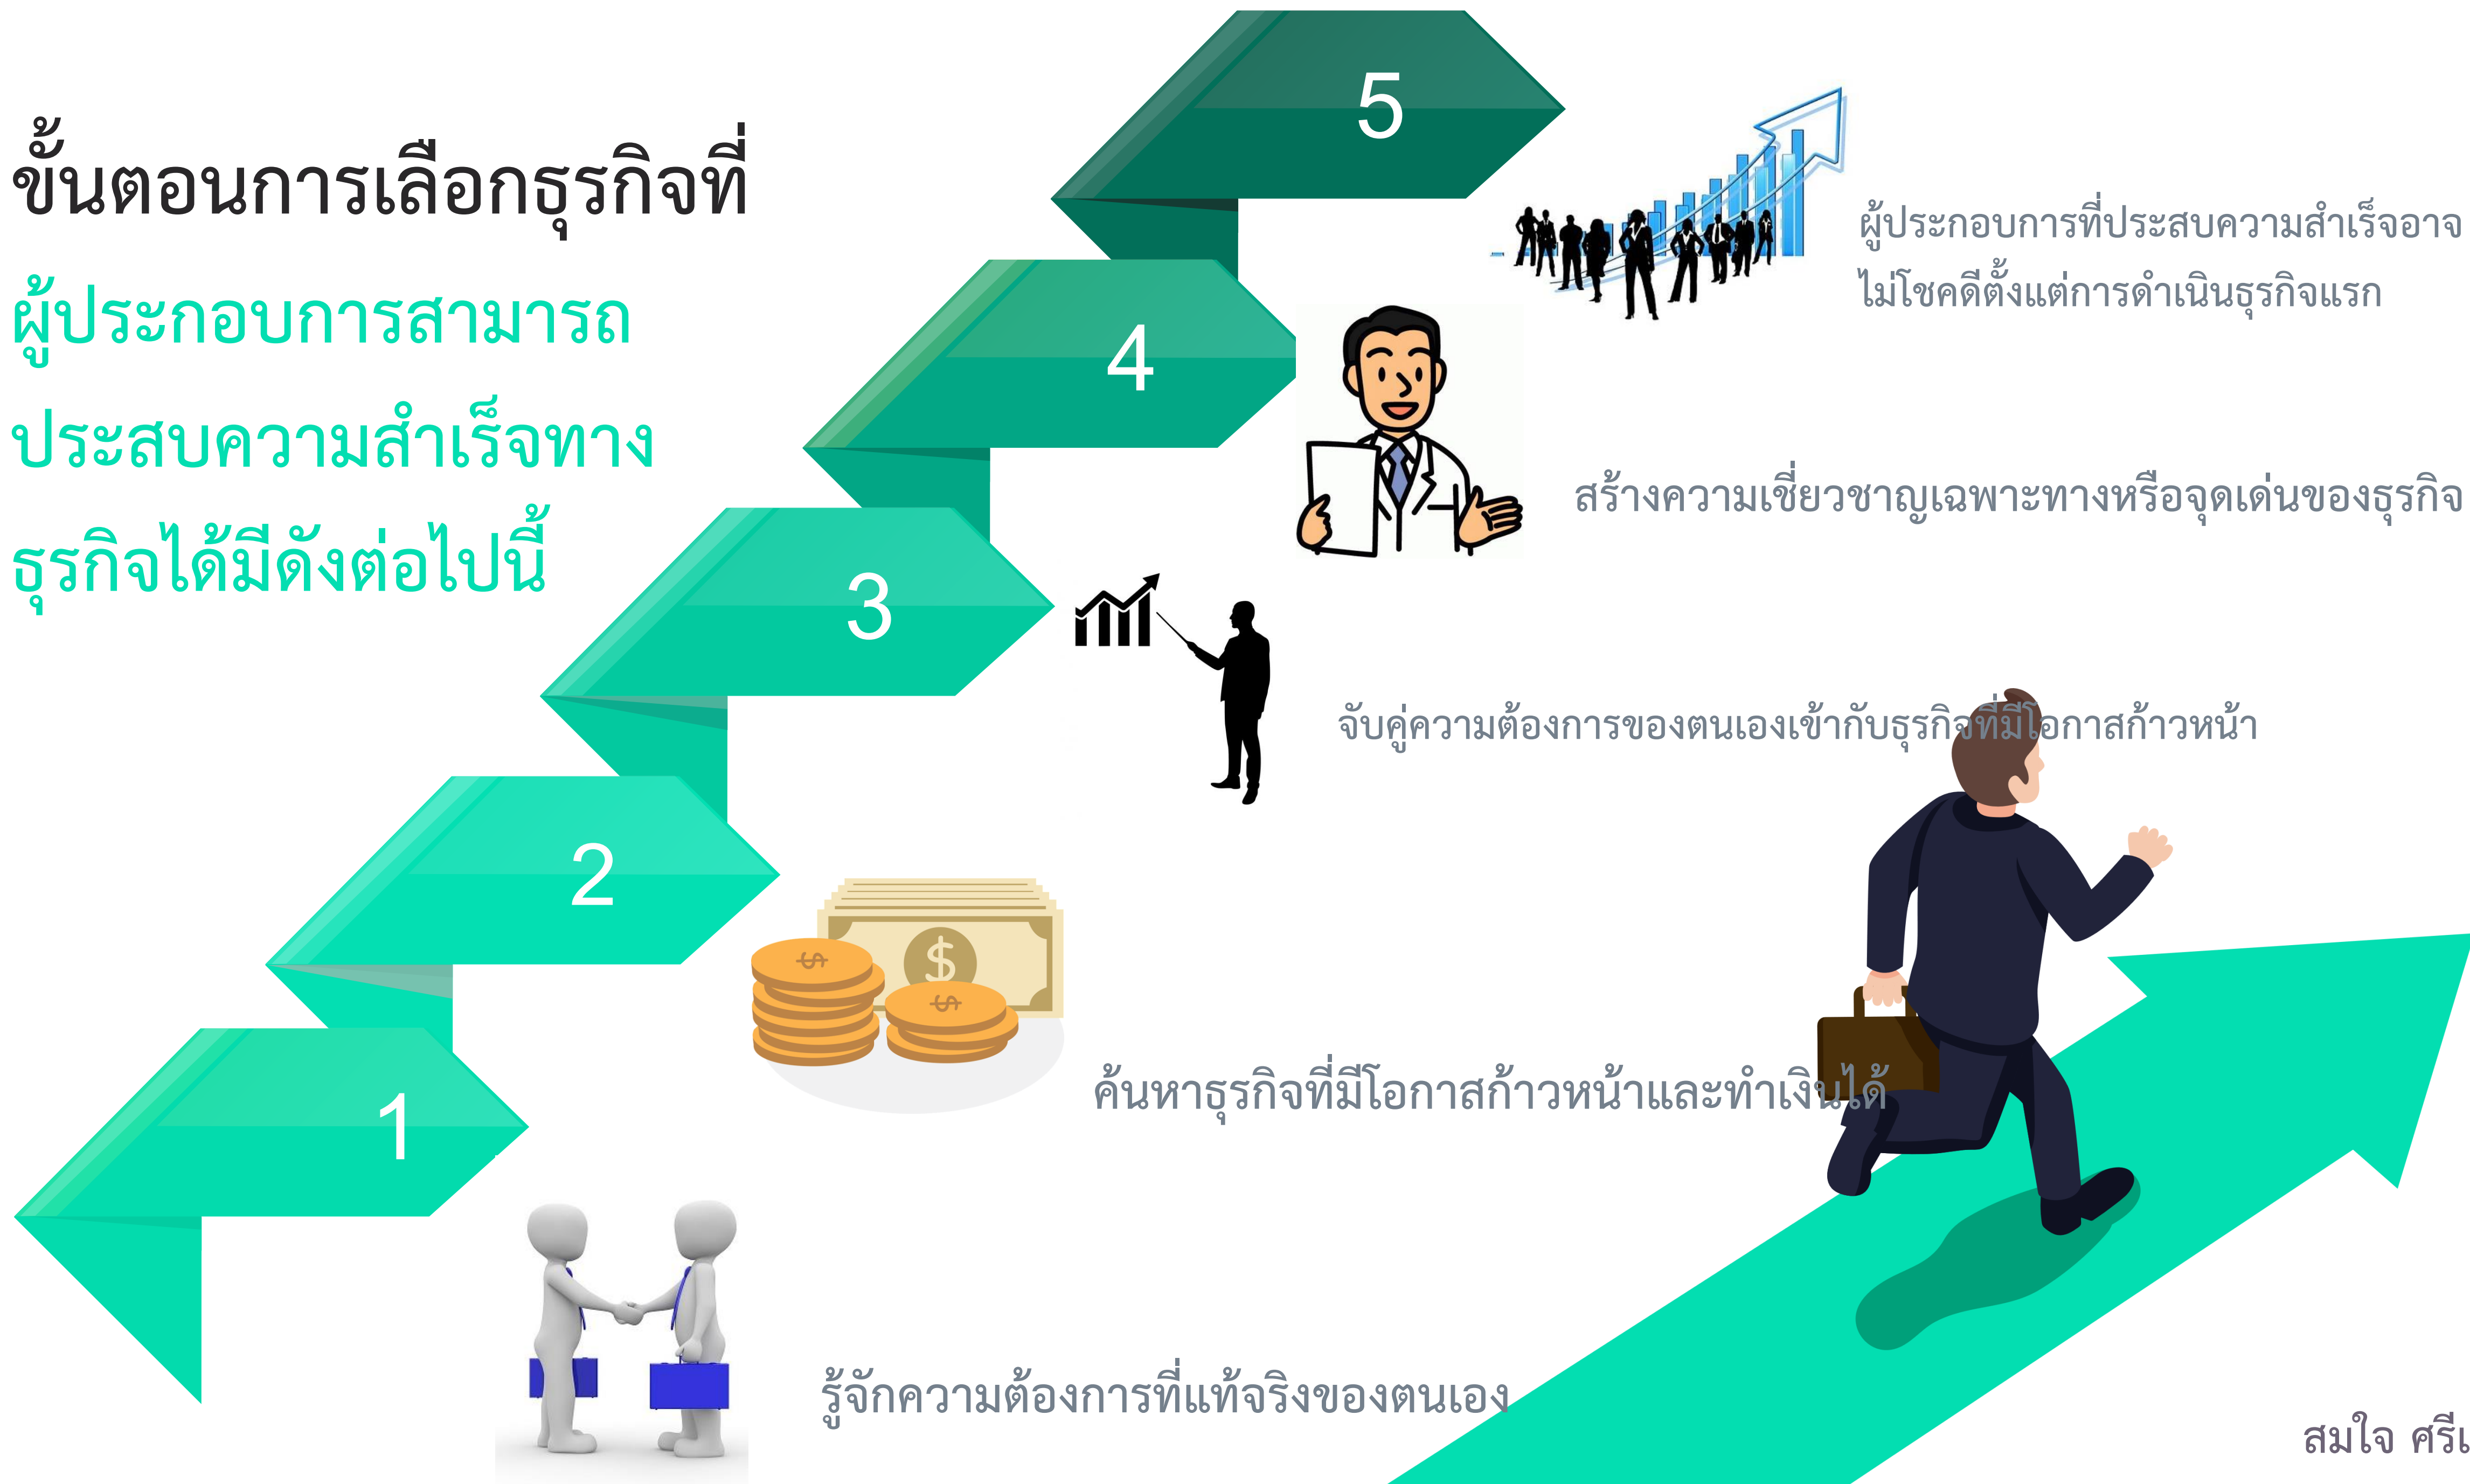 ขั้นตอนการเลือกธุรกิจที่
ผู้ประกอบการสามารถ
ประสบความสำเร็จทาง
ธุรกิจได้มีดังต่อไปนี้
5
ผู้ประกอบการที่ประสบความสำเร็จอาจ
ไม่โชคดีตั้งแต่การดำเนินธุรกิจแรก
4
สร้างความเชี่ยวชาญเฉพาะทางหรือจุดเด่นของธุรกิจ
3
จับคู่ความต้องการของตนเองเข้ากับธุรกิจที่มีโอกาสก้าวหน้า
2
$
$
$
ค้นหาธุรกิจที่มีโอกาสก้าวหน้าและทำเงินได้
1
รู้จักความต้องการที่แท้จริงของตนเอง
สมใจ